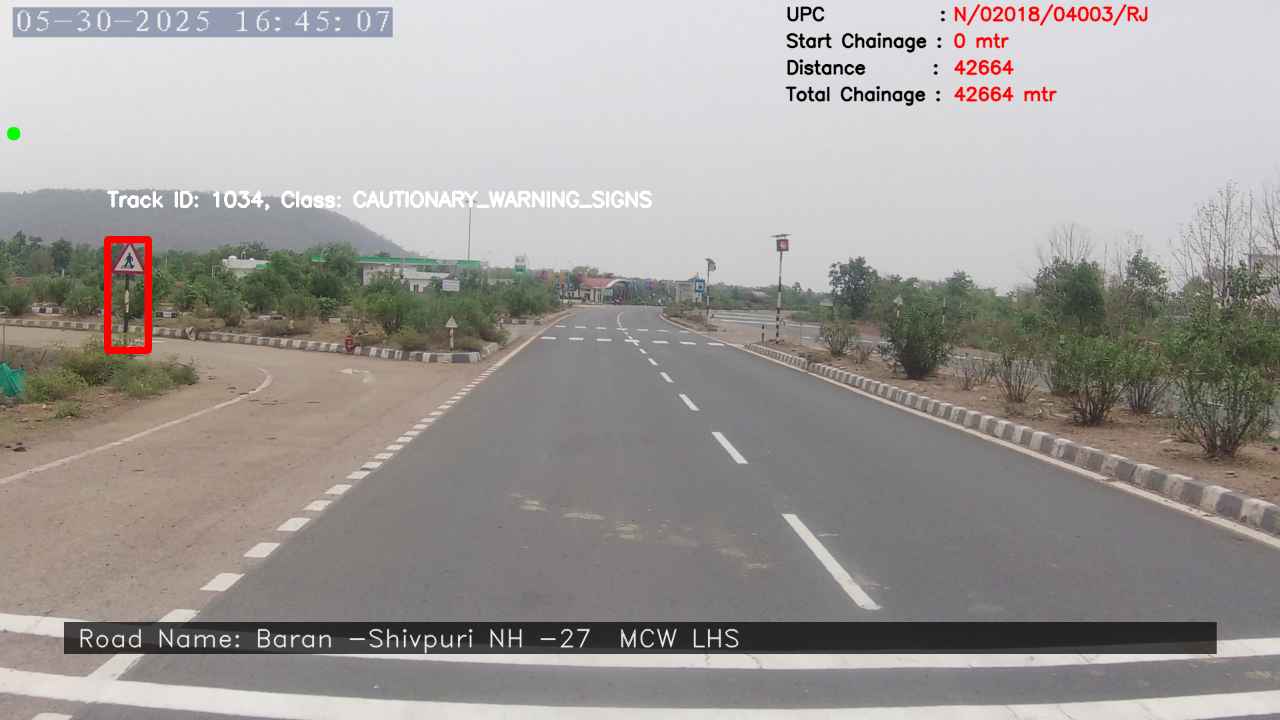 05-30-2025 16:45:07
UPC : N/02018/04003/RJ
Start Chainage : 0 mtr
Distance : 42664
Total Chainage : 42664 mtr
Track ID: 1034, Class: CAUTIONARY_WARNING_SIGNS
Road Name: Baran -Shivpuri NH -27 MCW LHS